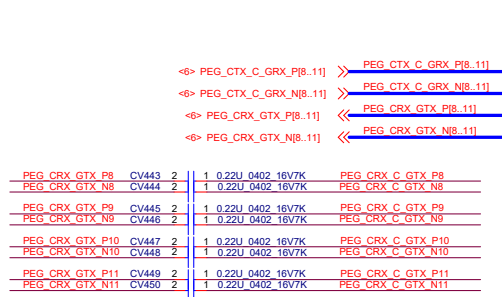 <6> PEG_CTX_C_GRX_P[8..11] PEG_CTX_C_GRX_P[8..11]
<6> PEG_CTX_C_GRX_N[8..11] PEG_CTX_C_GRX_N[8..11]
<6> PEG_CRX_GTX_P[8..11] PEG_CRX_GTX_P[8..11]
<6> PEG_CRX_GTX_N[8..11] PEG_CRX_GTX_N[8..11]
PEG_CRX_GTX_P8 CV443 2 1 0.22U_0402_16V7K PEG_CRX_C_GTX_P8
PEG_CRX_GTX_N8 CV444 2 1 0.22U_0402_16V7K PEG_CRX_C_GTX_N8
PEG_CRX_GTX_P9 CV445 2 1 0.22U_0402_16V7K PEG_CRX_C_GTX_P9
PEG_CRX_GTX_N9 CV446 2 1 0.22U_0402_16V7K PEG_CRX_C_GTX_N9
PEG_CRX_GTX_P10 CV447 2 1 0.22U_0402_16V7K PEG_CRX_C_GTX_P10
PEG_CRX_GTX_N10 CV448 2 1 0.22U_0402_16V7K PEG_CRX_C_GTX_N10
PEG_CRX_GTX_P11 CV449 2 1 0.22U_0402_16V7K PEG_CRX_C_GTX_P11
PEG_CRX_GTX_N11 CV450 2 1 0.22U_0402_16V7K PEG_CRX_C_GTX_N11